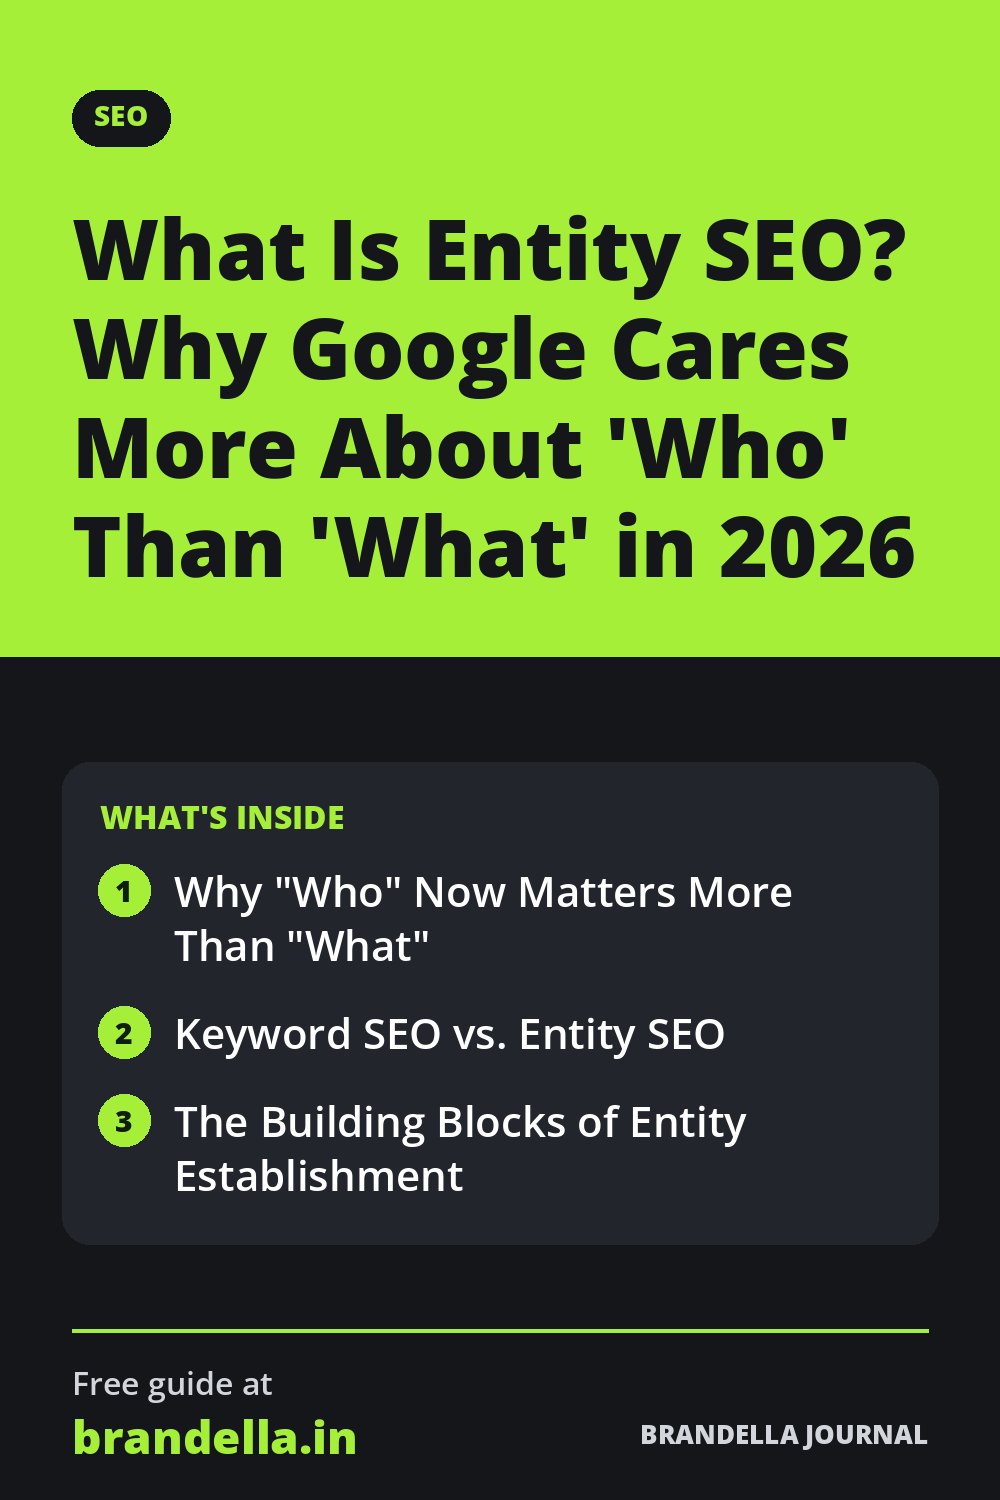 SEO
What Is Entity SEO?
Why Google Cares
More About 'Who'
Than 'What' in 2026
WHAT'S INSIDE
1 Why "Who" Now Matters More
Than "What"
2 Keyword SEO vs. Entity SEO
3 The Building Blocks of Entity
Establishment
Free guide at
brandella.in
BRANDELLA JOURNAL